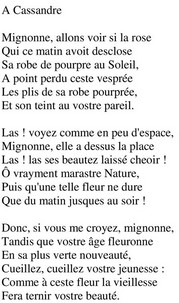 A Cassandre
Mignonne, allons voir si la rose
Qui ce matin avoit desclose
Sa robe de pourpre au Soleil,
A point perdu ceste vesprée
Les plis de sa robe pourprée,
Et son teint au vostre pareil.
Las ! voyez comme en peu d'espace,
Mignonne, elle a dessus la place
Las ! las ses beautez laissé cheoir !
Ô vrayment marastre Nature,
Puis qu'une telle fleur ne dure
Que du matin jusques au soir !
Donc, si vous me croyez, mignonne,
Tandis que vostre âge fleuronne
En sa plus verte nouveauté,
Cueillez, cueillez vostre jeunesse :
Comme à ceste fleur la vieillesse
Fera ternir vostre beauté.